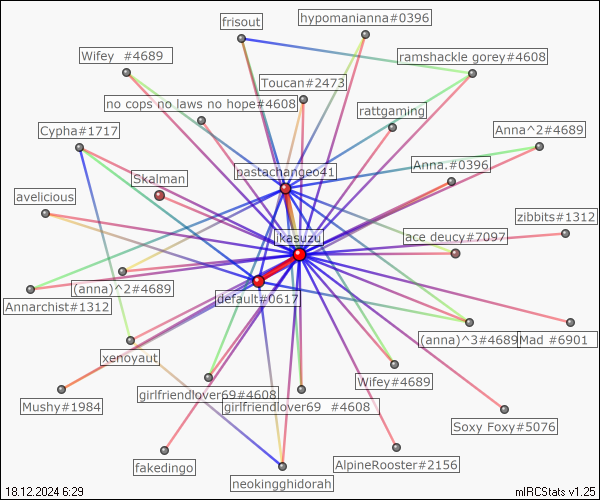 frisout
hypomanianna#0396
Wifey  #4689
ramshackle gorey#4608
Toucan#2473
no cops no laws no hope#4608
rattgaming
Cypha#1717
Anna^2#4689
pastachangeo41
Anna.#0396
Skalman
avelicious
zibbits#1312
ikasuzu
ace deucy#7097
(anna)^2#4689
default#0617
Annarchist#1312
(anna)^3#4689
Mad #6901
xenoyaut
Wifey#4689
girlfriendlover69#4608
girlfriendlover69  #4608
Mushy#1984
Soxy Foxy#5076
fakedingo
AlpineRooster#2156
neokingghidorah
18.12.2024 6:29
mIRCStats v1.25